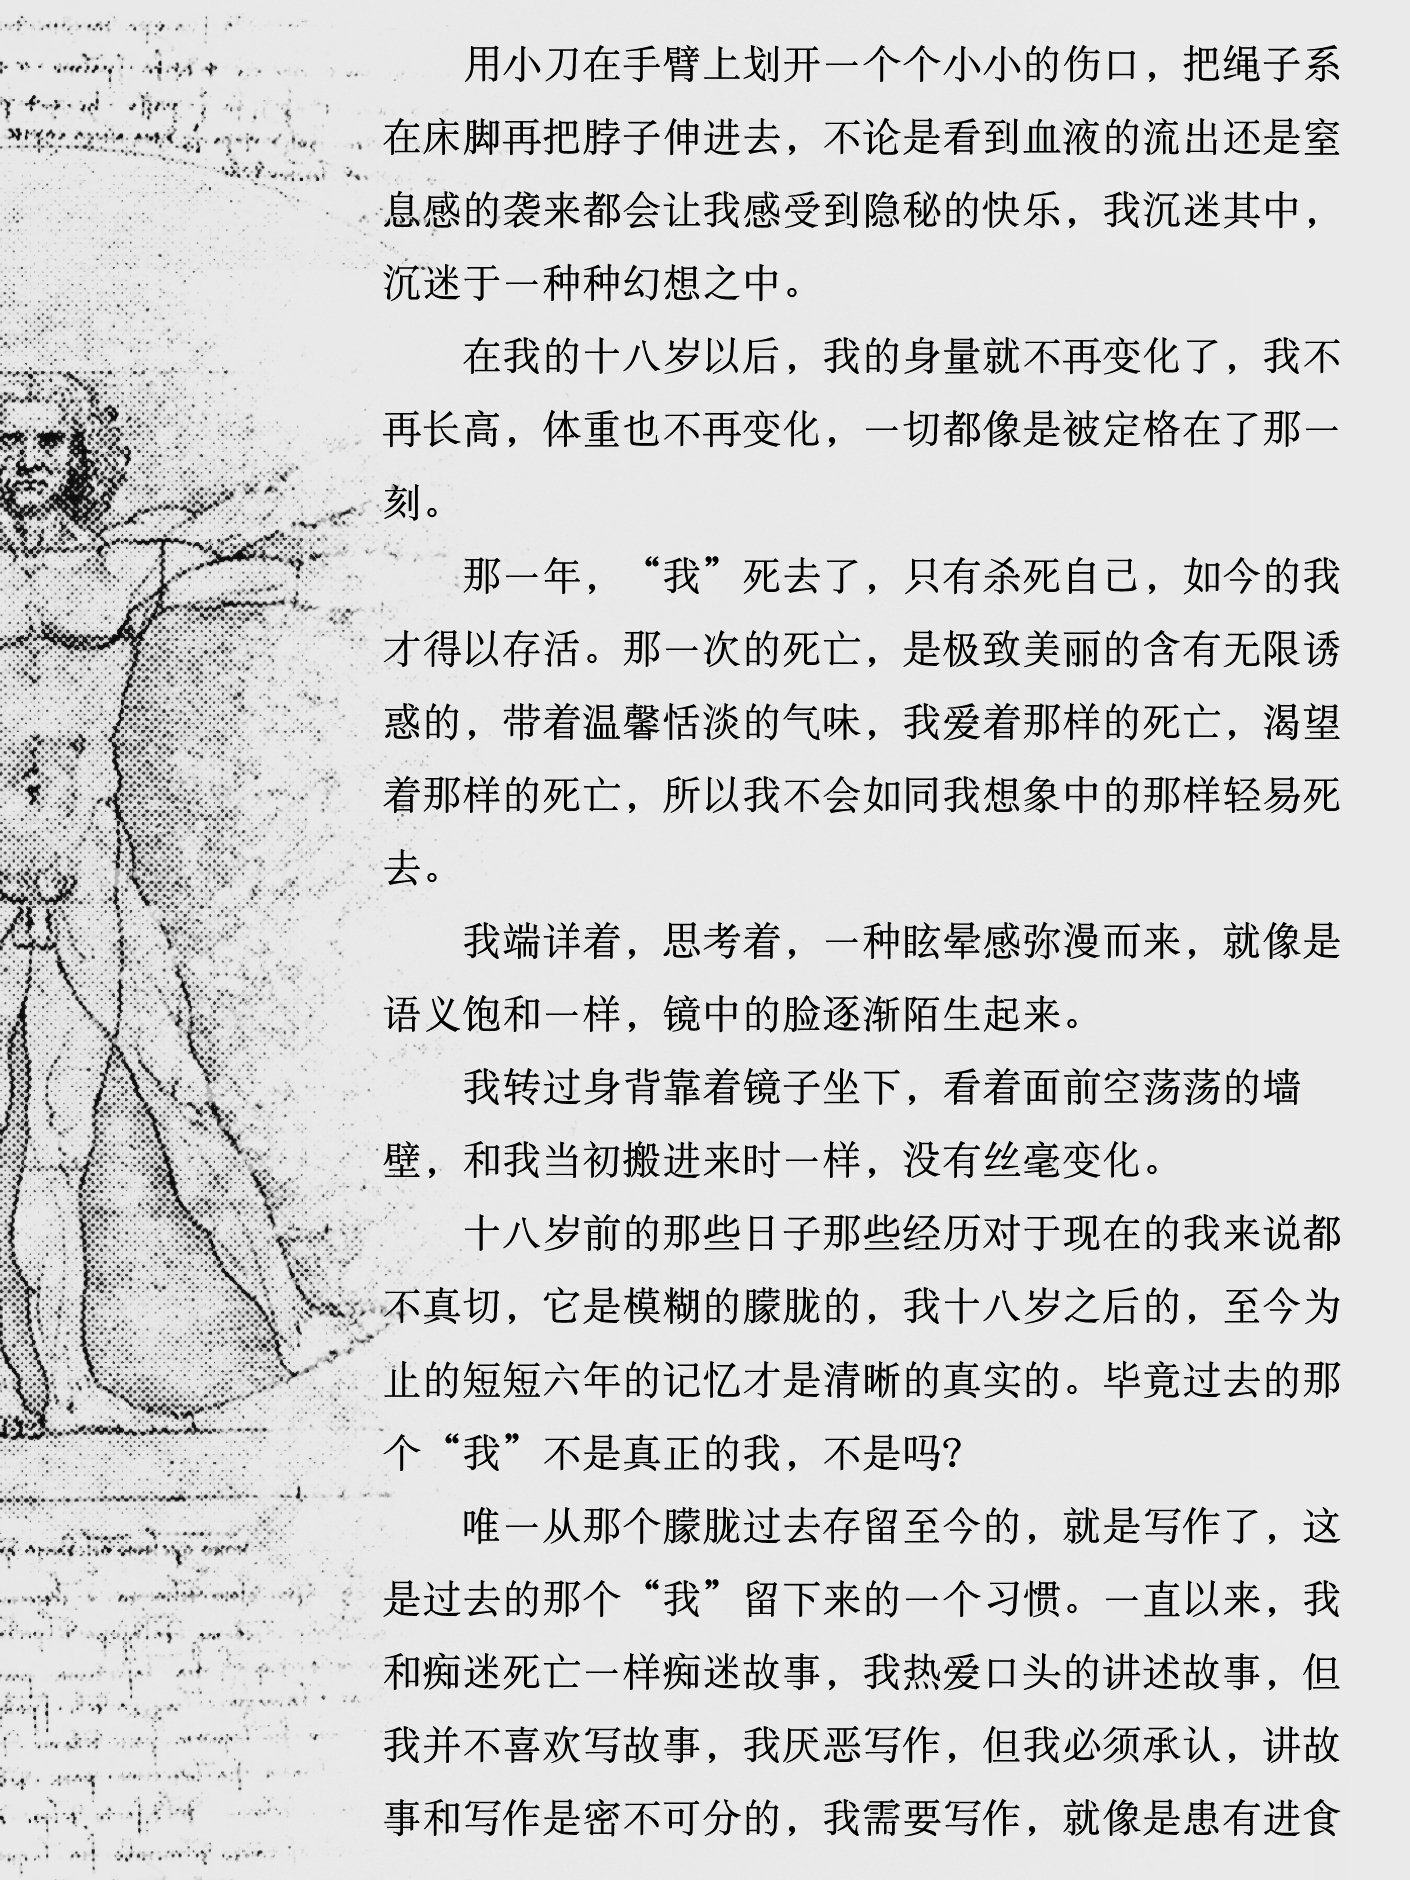 用小刀在手臂上划开一个个小小的伤口，把绳子系
在床脚再把脖子伸进去，不论是看到血液的流出还是窒
息感的袭来都会让我感受到隐秘的快乐，我沉迷其中，
沉迷于一种种幻想之中。
在我的十八岁以后，我的身量就不再变化了，我不
再长高，体重也不再变化，一切都像是被定格在了那一
刻。
那一年，“我”死去了，只有杀死自己，如今的我
才得以存活。那一次的死亡，是极致美丽的含有无限诱
惑的，带着温馨恬淡的气味，我爱着那样的死亡，渴望
着那样的死亡，所以我不会如同我想象中的那样轻易死
去。
我端详着，思考着，一种眩晕感弥漫而来，就像是
语义饱和一样，镜中的脸逐渐陌生起来。
我转过身背靠着镜子坐下，看着面前空荡荡的墙
壁，和我当初搬进来时一样，没有丝毫变化。
十八岁前的那些日子那些经历对于现在的我来说都
不真切，它是模糊的朦胧的，我十八岁之后的，至今为
止的短短六年的记忆才是清晰的真实的。毕竟过去的那
个“我”不是真正的我，不是吗？
唯一从那个朦胧过去存留至今的，就是写作了，这
是过去的那个“我”留下来的一个习惯。一直以来，我
和痴迷死亡一样痴迷故事，我热爱口头的讲述故事，但
我并不喜欢写故事，我厌恶写作，但我必须承认，讲故
事和写作是密不可分的，我需要写作，就像是患有进食